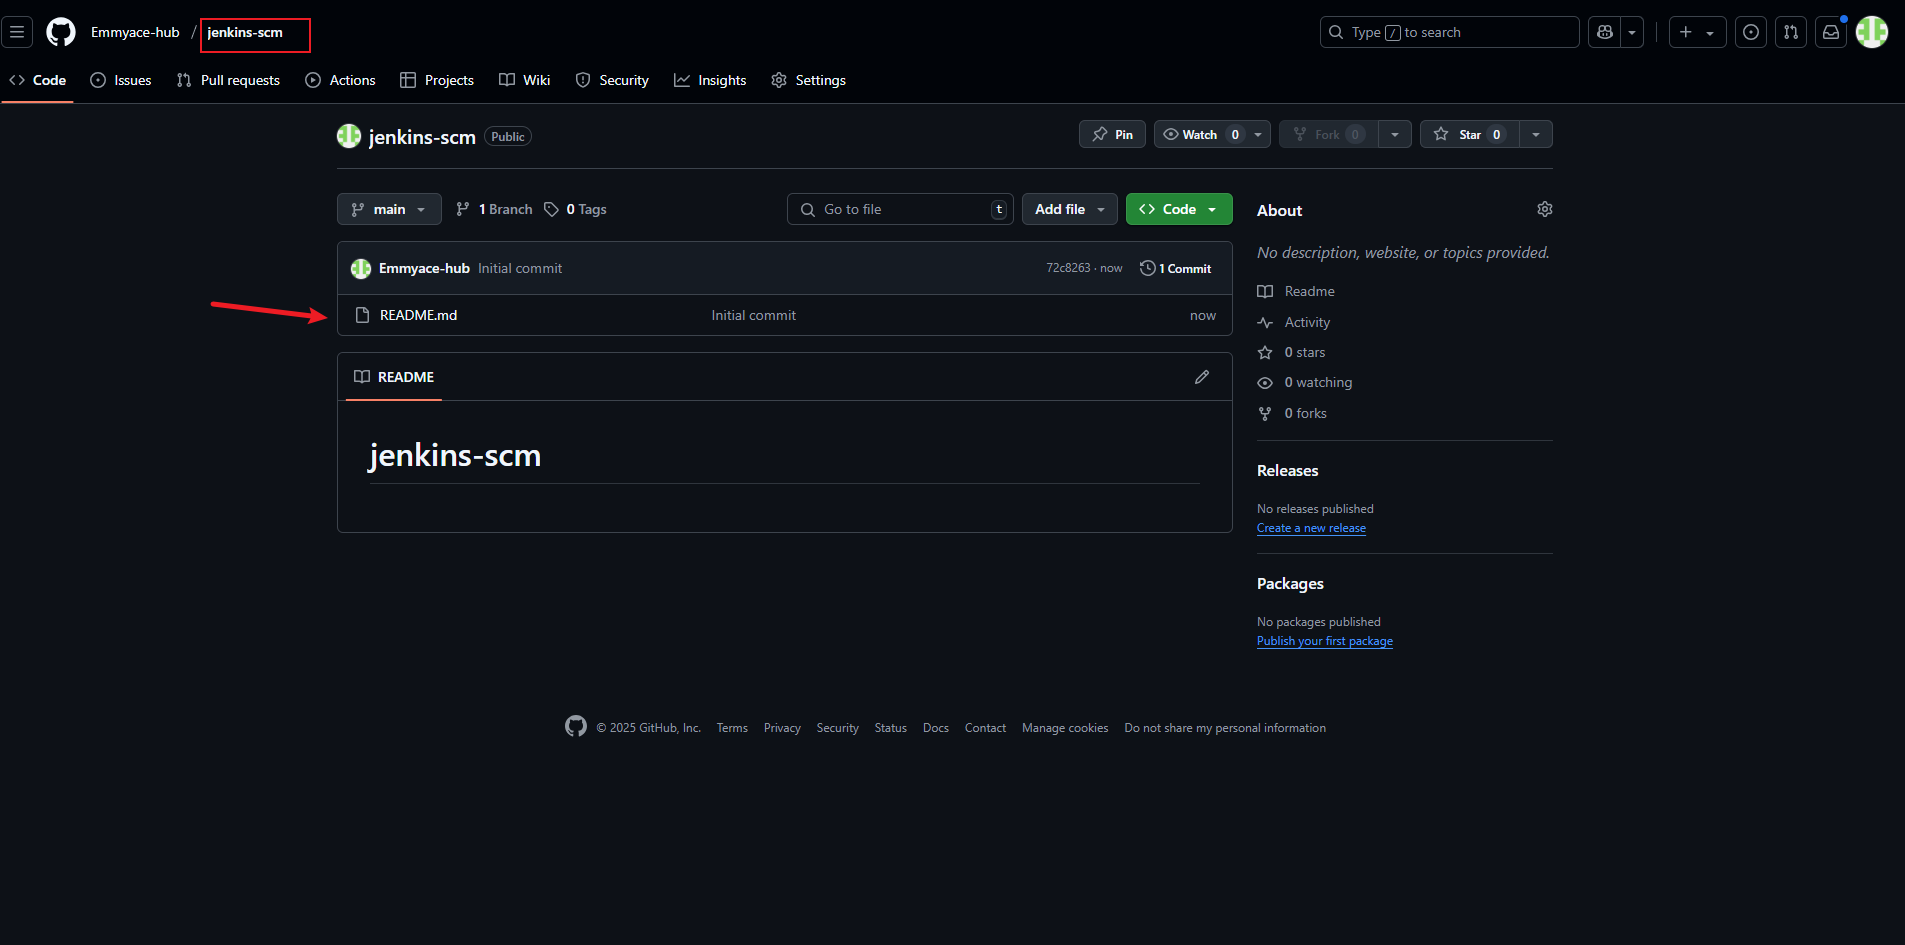 Emmyace-hub / jenkins-scm
Type / to search
Code Issues Pull requests Actions Projects Wiki Security Insights Settings
jenkins-scm Public
Pin Watch 0 Fork 0 Star 0
main 1 Branch 0 Tags
Go to file t Add file Code
Emmyace-hub Initial commit 72c8263 · now 1 Commit
README.md Initial commit now
README
jenkins-scm
About
No description, website, or topics provided.
Readme
Activity
0 stars
0 watching
0 forks
Releases
No releases published
Create a new release
Packages
No packages published
Publish your first package
© 2025 GitHub, Inc. Terms Privacy Security Status Docs Contact Manage cookies Do not share my personal information